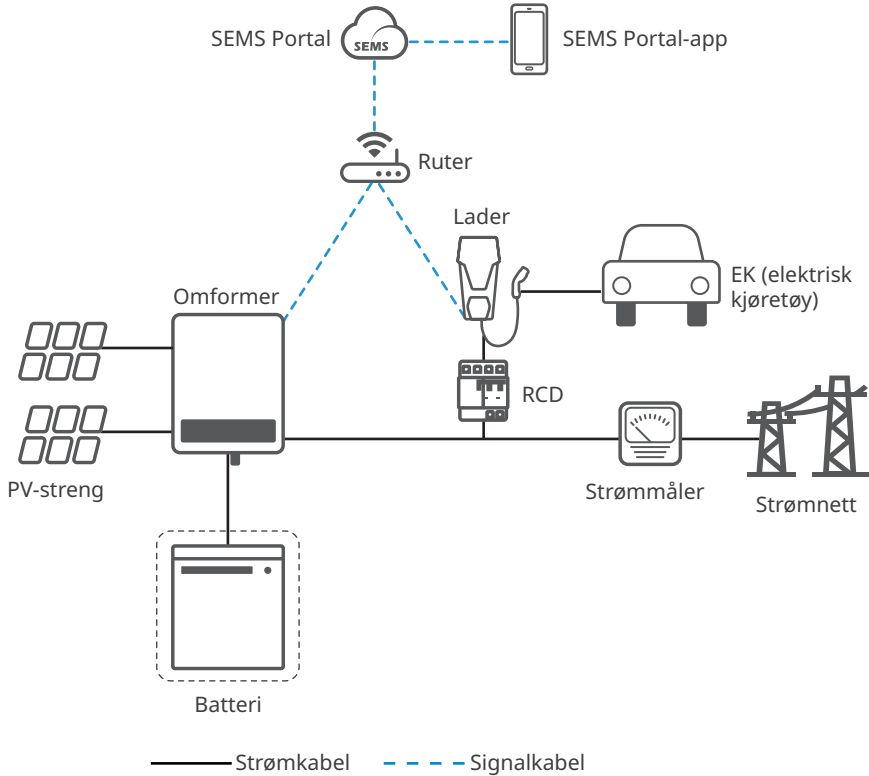 SEMS Portal
SEMS
SEMS Portal-app
Ruter
Lader
EK (elektrisk
kjøretøy)
Omformer
RCD
PV-streng
Strømmåler
Strømnett
Batteri
Strømkabel
Signalkabel